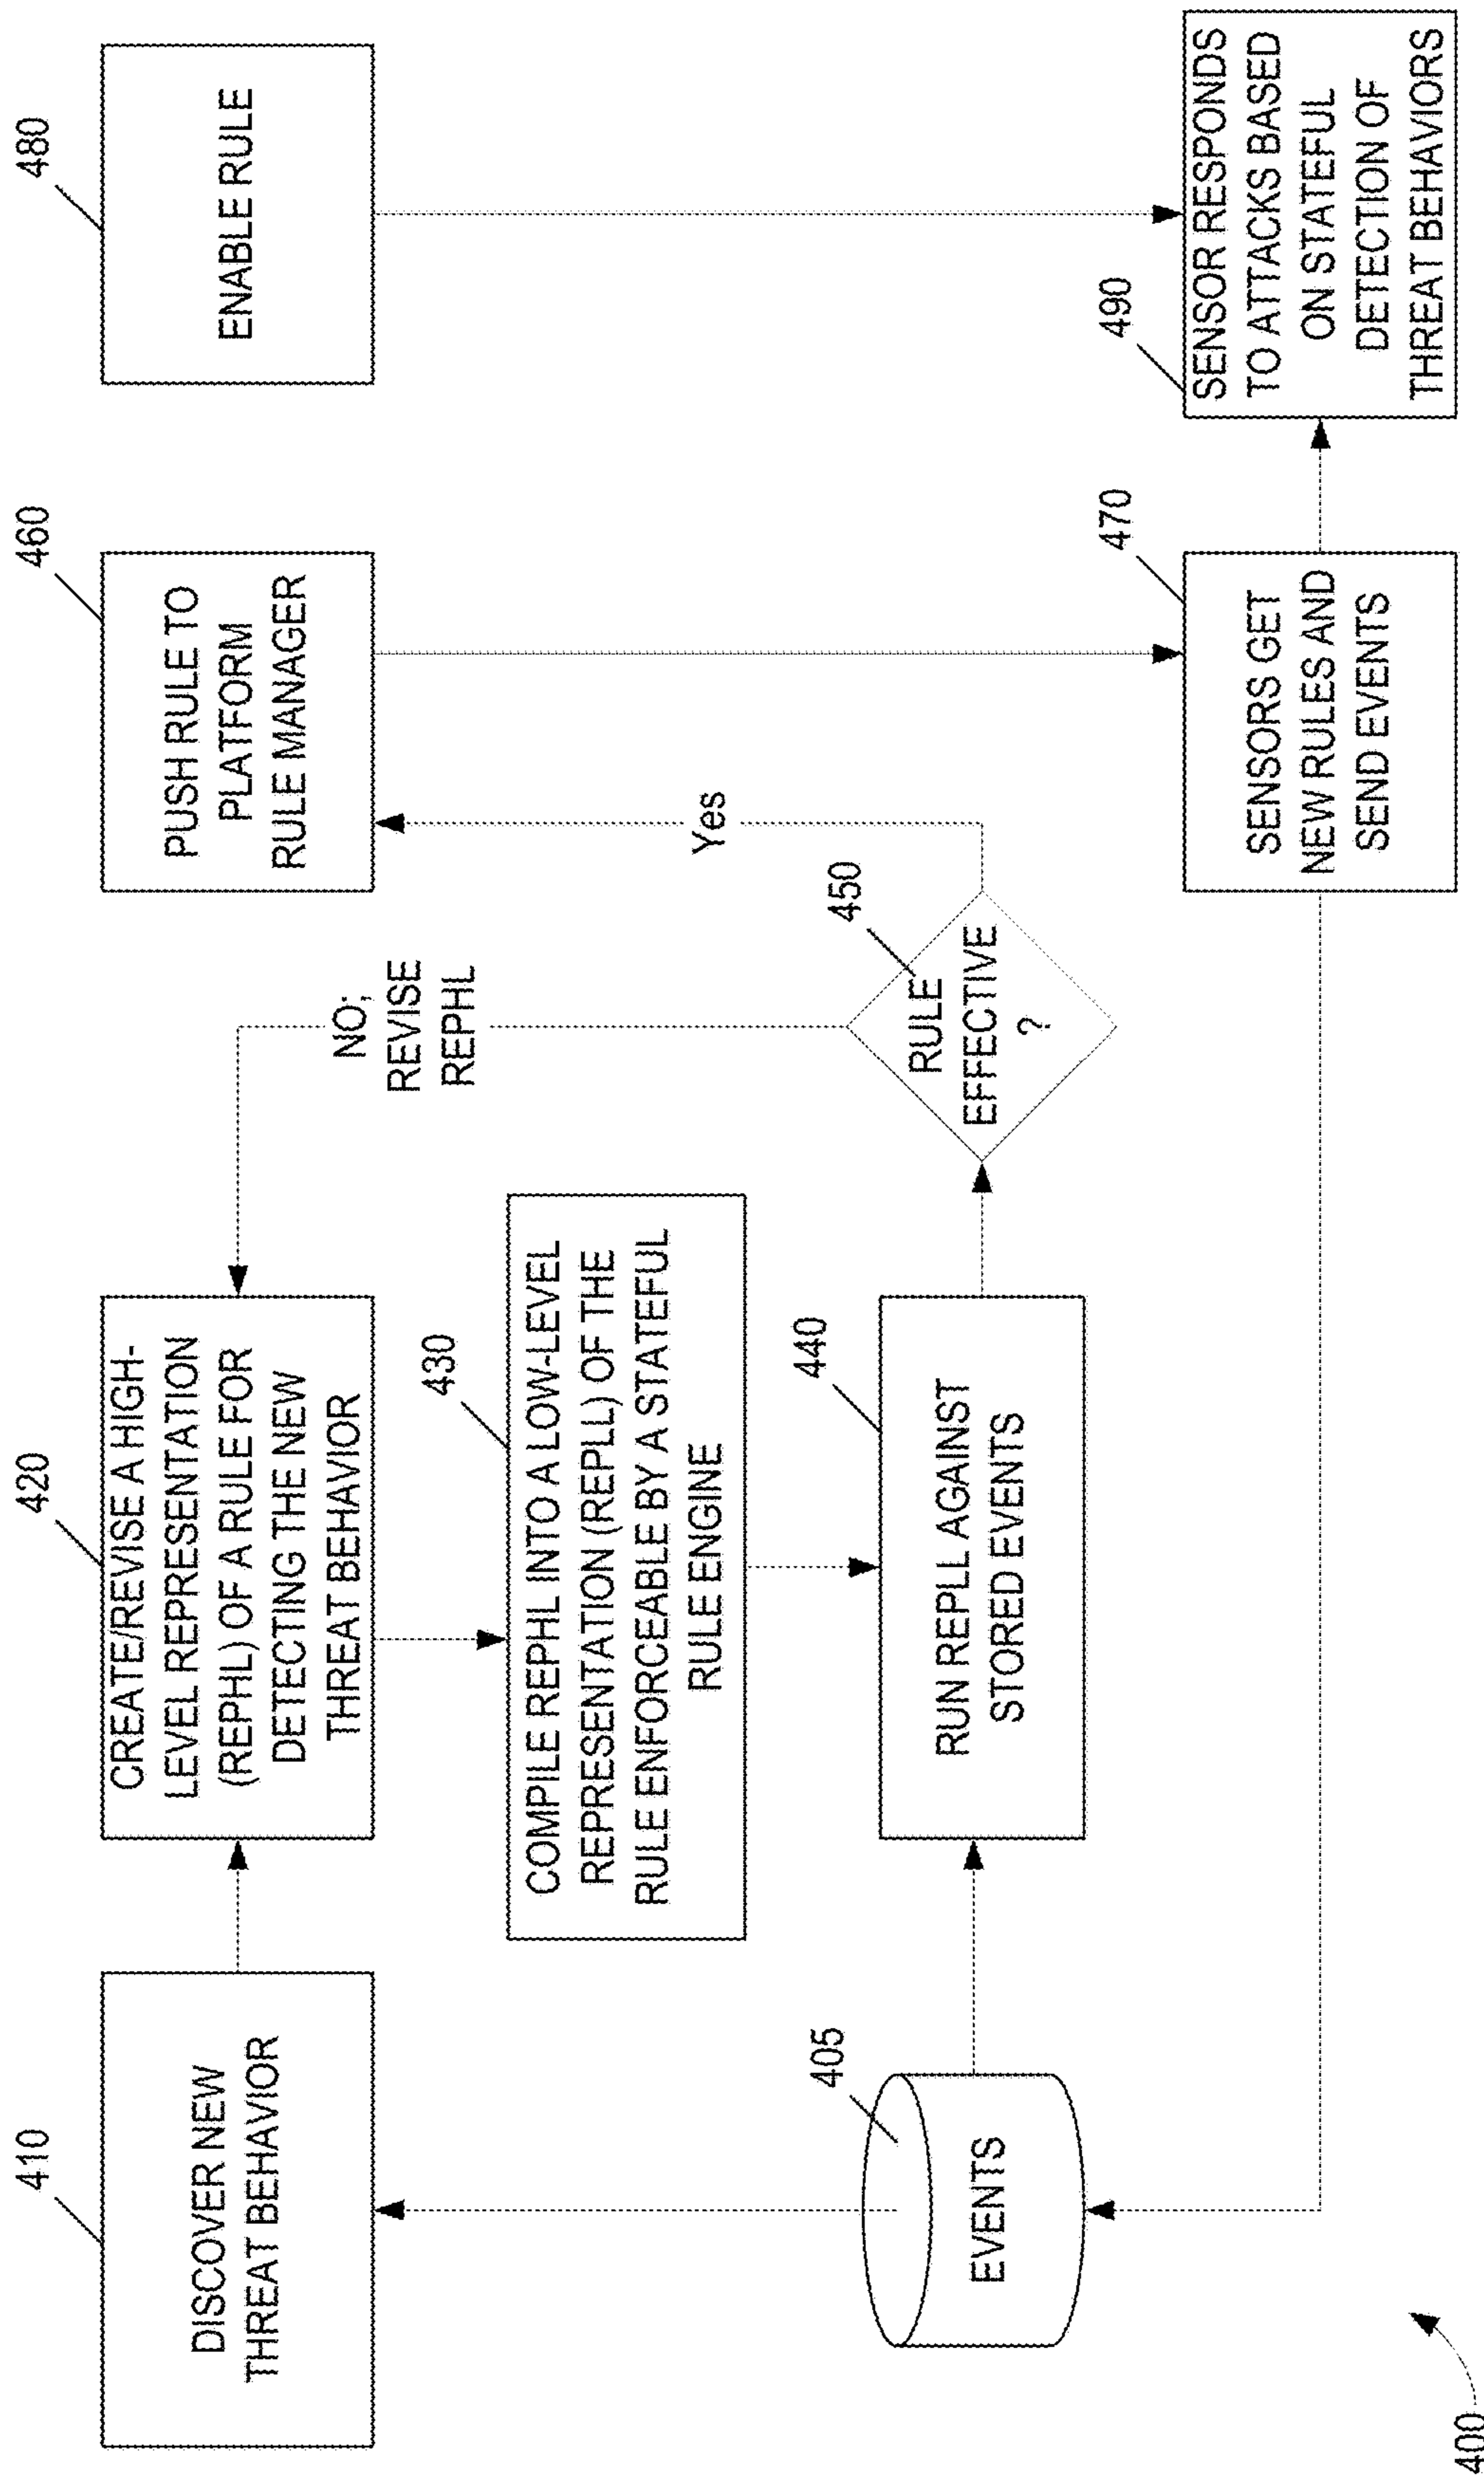 410
DISCOVER NEW
THREAT BEHAVIOR
420
CREATE/REVISE A HIGH-
LEVEL REPRESENTATION
(REPHL) OF A RULE FOR
DETECTING THE NEW
THREAT BEHAVIOR
NO;
REVISE
REPHL
460
PUSH RULE TO
PLATFORM
RULE MANAGER
480
ENABLE RULE
430
COMPILE REPHL INTO A LOW-LEVEL
REPRESENTATION (REPLL) OF THE
RULE ENFORCEABLE BY A STATEFUL
RULE ENGINE
Yes
405
EVENTS
440
RUN REPLL AGAINST
STORED EVENTS
450
RULE
EFFECTIVE
?
470
SENSORS GET
NEW RULES AND
SEND EVENTS
490
SENSOR RESPONDS
TO ATTACKS BASED
ON STATEFUL
DETECTION OF
THREAT BEHAVIORS
400